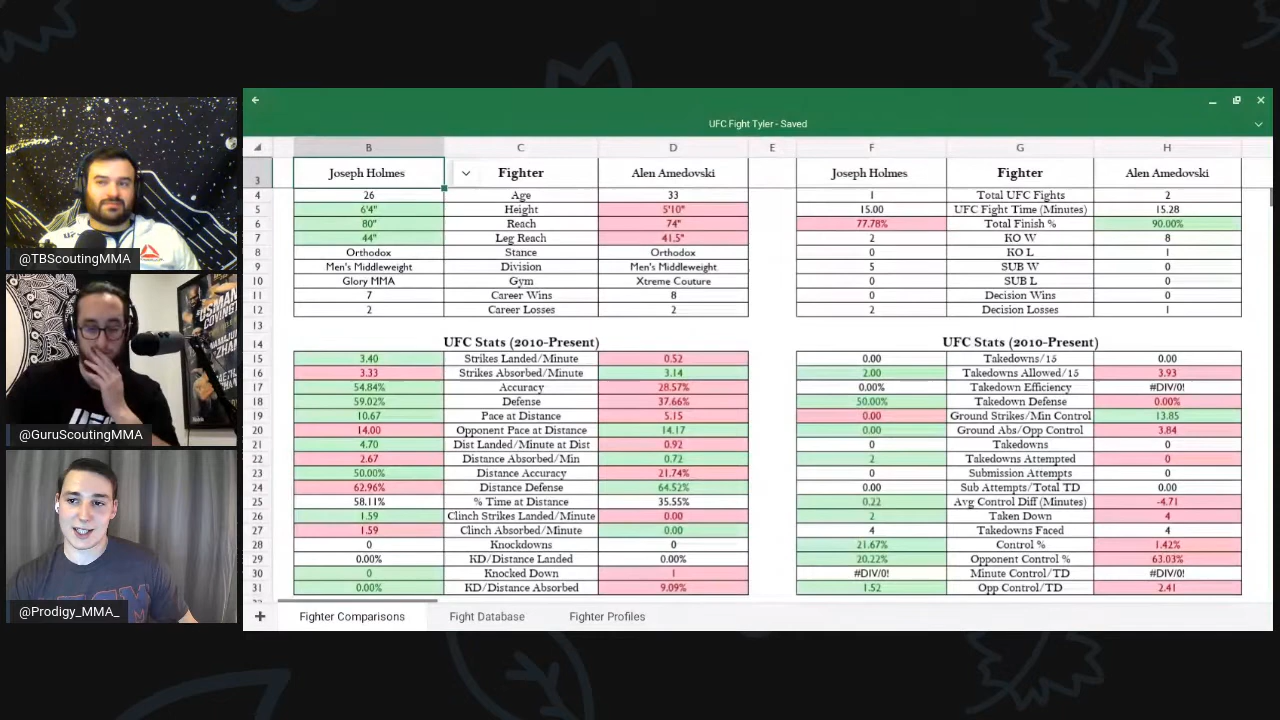 UFC Fight Tyler - Saved
B C D E F G H
3 Joseph Holmes Fighter Alen Amedovski Joseph Holmes Fighter Alen Amedovski
4 26 Age 33 1 Total UFC Fights 2
5 6'4" Height 5'10" 15.00 UFC Fight Time (Minutes) 15.28
6 80" Reach 74" 77.78% Total Finish % 90.00%
7 44" Leg Reach 41.5" 2 KO W 8
8 Orthodox Stance Orthodox 0 KO L 1
9 Men's Middleweight Division Men's Middleweight 5 SUB W 0
10 Glory MMA Gym Xtreme Couture 0 SUB L 0
11 7 Career Wins 8 0 Decision Wins 0
12 2 Career Losses 2 2 Decision Losses 1
13
14 UFC Stats (2010-Present) UFC Stats (2010-Present)
15 3.40 Strikes Landed/Minute 0.52 0.00 Takedowns/15 0.00
16 3.33 Strikes Absorbed/Minute 3.14 2.00 Takedowns Allowed/15 3.93
17 54.84% Accuracy 28.57% 0.00% Takedown Efficiency #DIV/0!
18 59.02% Defense 37.66% 50.00% Takedown Defense 0.00%
19 10.67 Pace at Distance 5.15 0.00 Ground Strikes/Min Control 13.85
20 14.00 Opponent Pace at Distance 14.17 0.00 Ground Abs/Opp Control 3.84
21 4.70 Dist Landed/Minute at Dist 0.92 0 Takedowns 0
22 2.67 Distance Absorbed/Min 0.72 2 Takedowns Attempted 0
23 50.00% Distance Accuracy 21.74% 0 Submission Attempts 0
24 62.96% Distance Defense 64.52% 0.00 Sub Attempts/Total TD 0.00
25 58.11% % Time at Distance 35.55% 0.22 Avg Control Diff (Minutes) -4.71
26 1.59 Clinch Strikes Landed/Minute 0.00 2 Taken Down 4
27 1.59 Clinch Absorbed/Minute 0.00 4 Takedowns Faced 4
28 0 Knockdowns 0 21.67% Control % 1.42%
29 0.00% KD/Distance Landed 0.00% 20.22% Opponent Control % 63.03%
30 0 Knocked Down 1 #DIV/0! Minute Control/TD #DIV/0!
31 0.00% KD/Distance Absorbed 9.09% 1.52 Opp Control/TD 2.41
Fighter Comparisons Fight Database Fighter Profiles
@TBScoutingMMA
@GuruScoutingMMA
@Prodigy_MMA_